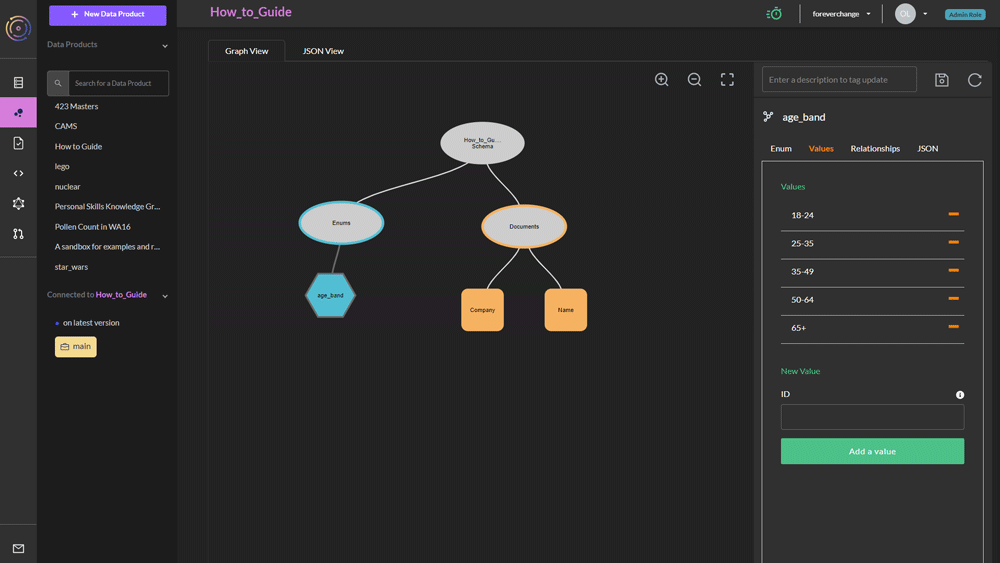 + New Data Product
How_to_Guide
foreverchange
OL
Admin Role
Data Products
Search for a Data Product
423 Masters
CAMS
How to Guide
lego
nuclear
Personal Skills Knowledge Gr...
Pollen Count in WA16
A sandbox for examples and r...
star_wars
Connected to How_to_Guide
on latest version
main
Graph View
JSON View
How_to_Gu...
Schema
Enums
Documents
age_band
Company
Name
Enter a description to tag update
age_band
Enum
Values
Relationships
JSON
Values
18-24
25-35
35-49
50-64
65+
New Value
ID
Add a value